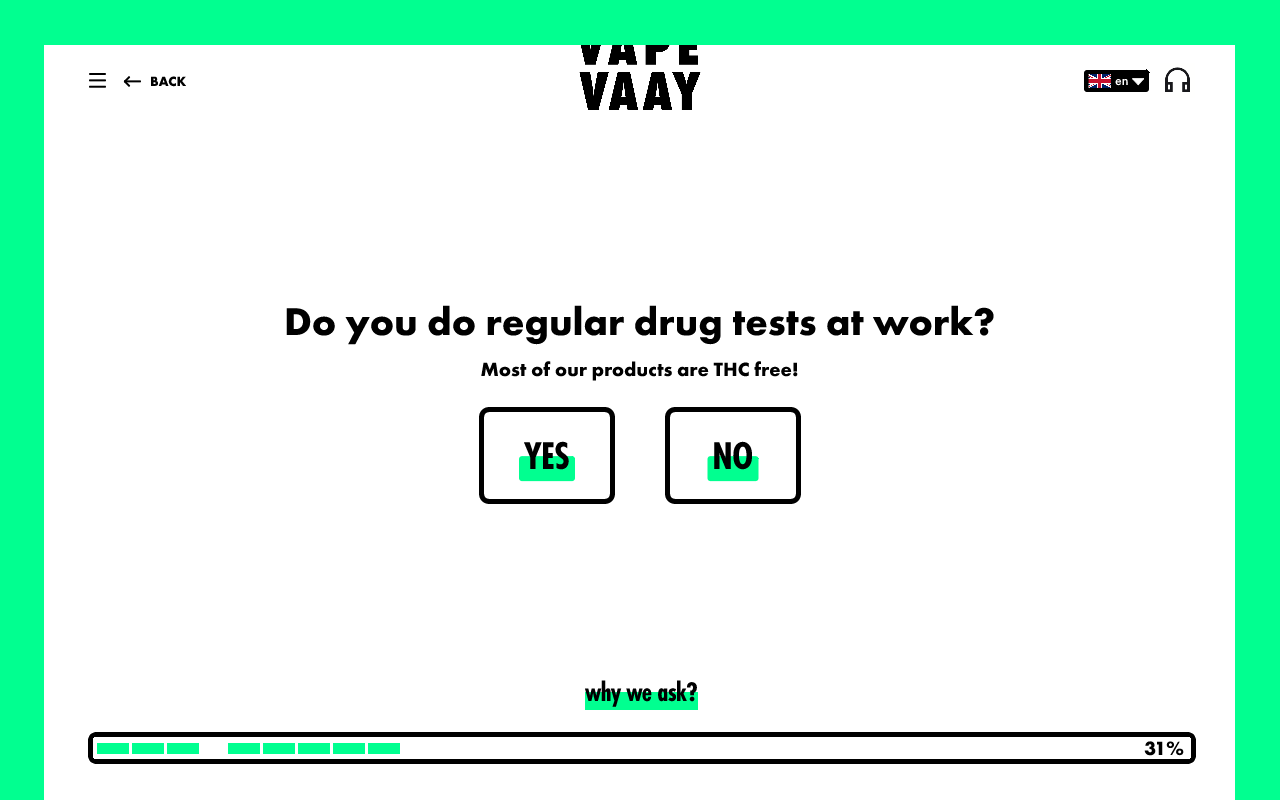 VAPE
VAAY
BACK
en
Do you do regular drug tests at work?
Most of our products are THC free!
YES
NO
why we ask?
31%